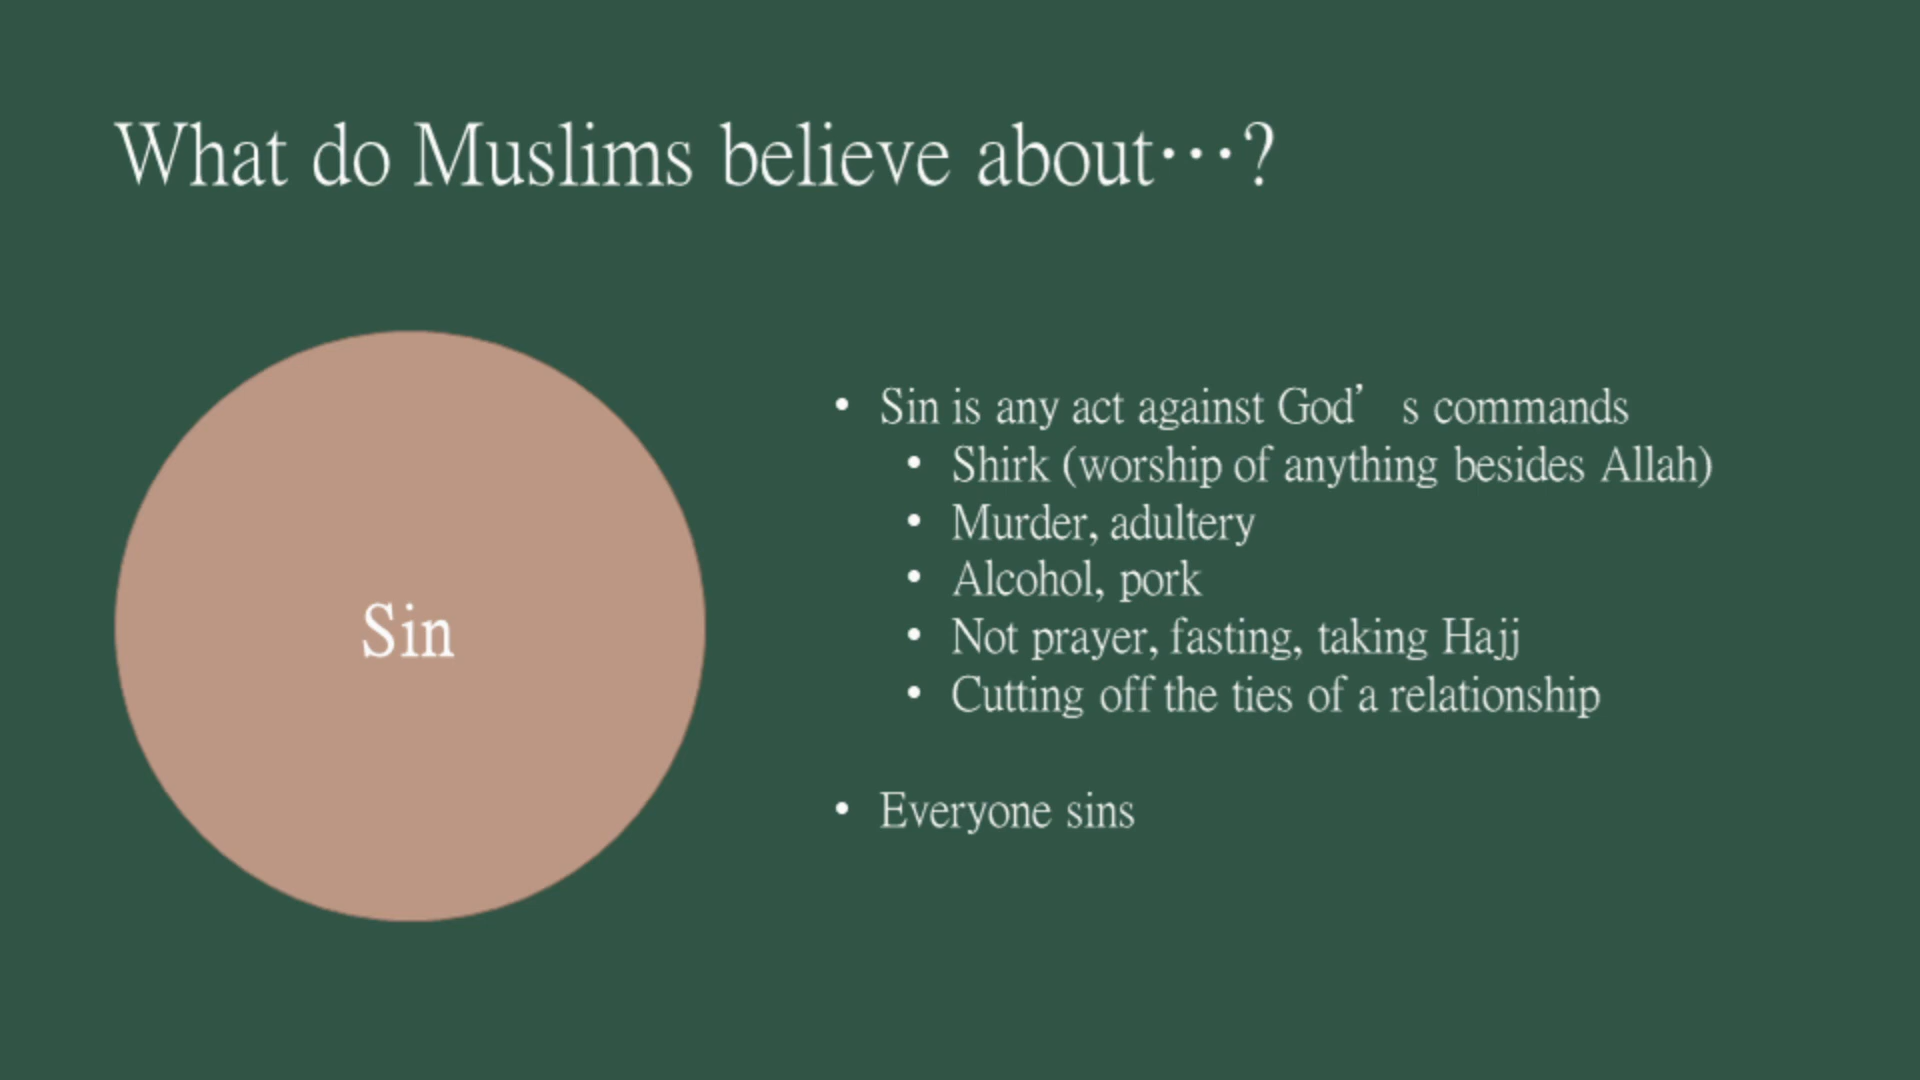 What do Muslims believe about⋯?
Sin
• Sin is any act against God’ s commands
• Shirk (worship of anything besides Allah)
• Murder, adultery
• Alcohol, pork
• Not prayer, fasting, taking Hajj
• Cutting off the ties of a relationship
• Everyone sins